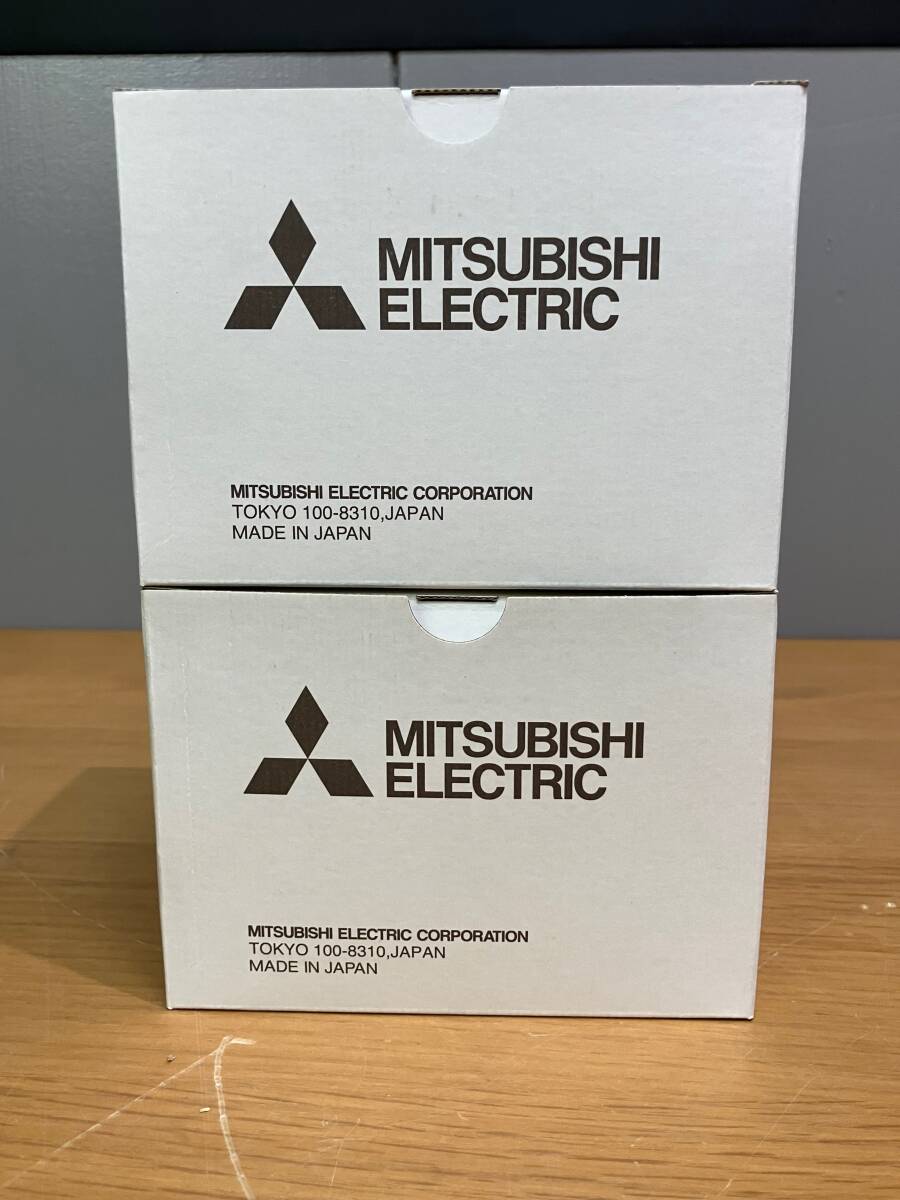 MITSUBISHI
ELECTRIC
MITSUBISHI ELECTRIC CORPORATION
TOKYO 100-8310,JAPAN
MADE IN JAPAN
MITSUBISHI
ELECTRIC
MITSUBISHI ELECTRIC CORPORATION
TOKYO 100-8310,JAPAN
MADE IN JAPAN